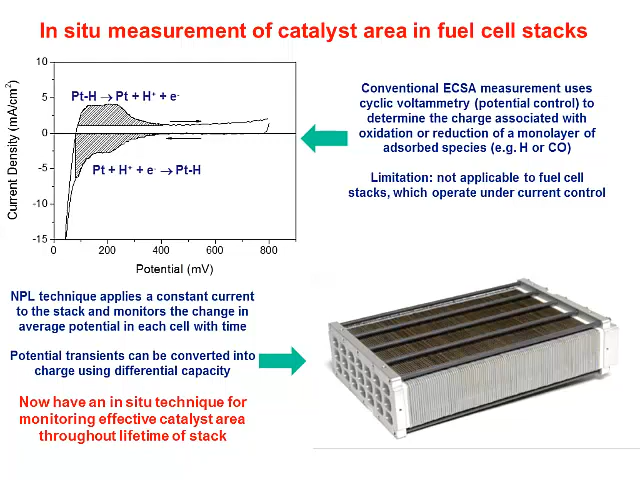 In situ measurement of catalyst area in fuel cell stacks
10
5
0
-5
-10
-15
Current Density (mA/cm²)
Pt-H → Pt + H⁺ + e⁻
Pt + H⁺ + e⁻ → Pt-H
0
200
400
600
800
Potential (mV)
Conventional ECSA measurement uses
cyclic voltammetry (potential control) to
determine the charge associated with
oxidation or reduction of a monolayer of
adsorbed species (e.g. H or CO)
Limitation: not applicable to fuel cell
stacks, which operate under current control
NPL technique applies a constant current
to the stack and monitors the change in
average potential in each cell with time
Potential transients can be converted into
charge using differential capacity
Now have an in situ technique for
monitoring effective catalyst area
throughout lifetime of stack